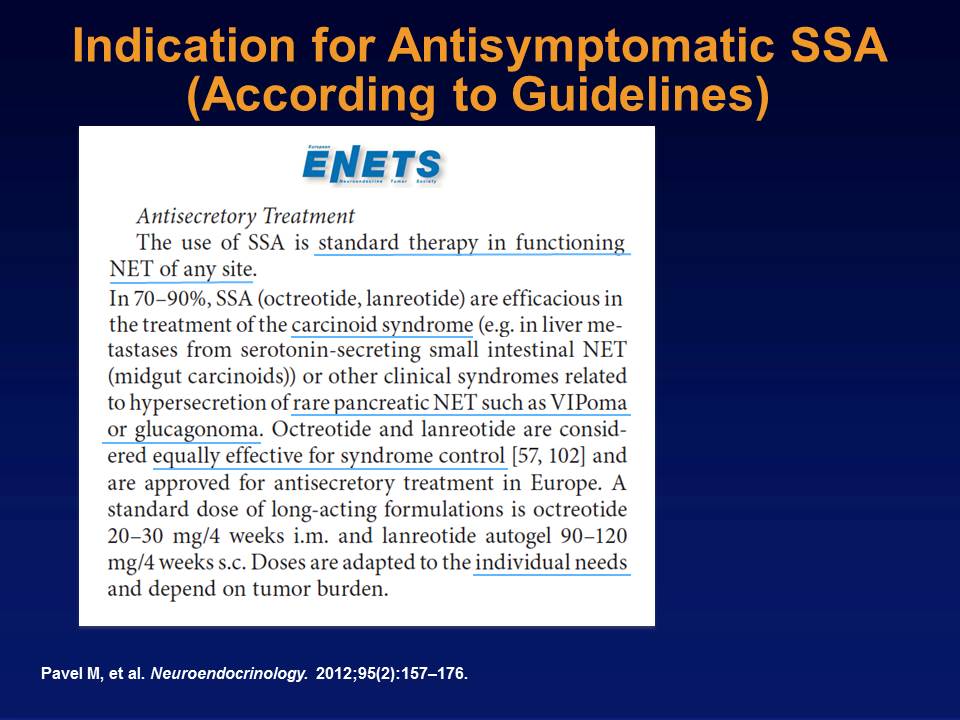 Indication for Antisymptomatic SSA
(According to Guidelines)
European
ENETS
Neuroendocrine Tumor Society
Antisecretory Treatment
The use of SSA is standard therapy in functioning
NET of any site.
In 70–90%, SSA (octreotide, lanreotide) are efficacious in
the treatment of the carcinoid syndrome (e.g. in liver me-
tastases from serotonin-secreting small intestinal NET
(midgut carcinoids)) or other clinical syndromes related
to hypersecretion of rare pancreatic NET such as VIPoma
or glucagonoma. Octreotide and lanreotide are consid-
ered equally effective for syndrome control [57, 102] and
are approved for antisecretory treatment in Europe. A
standard dose of long-acting formulations is octreotide
20–30 mg/4 weeks i.m. and lanreotide autogel 90–120
mg/4 weeks s.c. Doses are adapted to the individual needs
and depend on tumor burden.
Pavel M, et al. Neuroendocrinology. 2012;95(2):157–176.